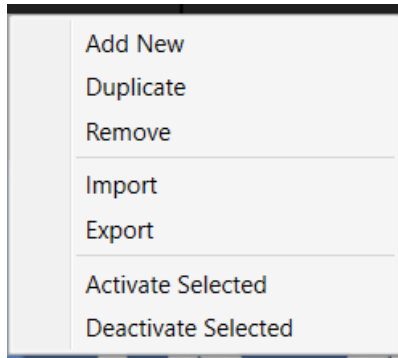 Add New
Duplicate
Remove
Import
Export
Activate Selected
Deactivate Selected